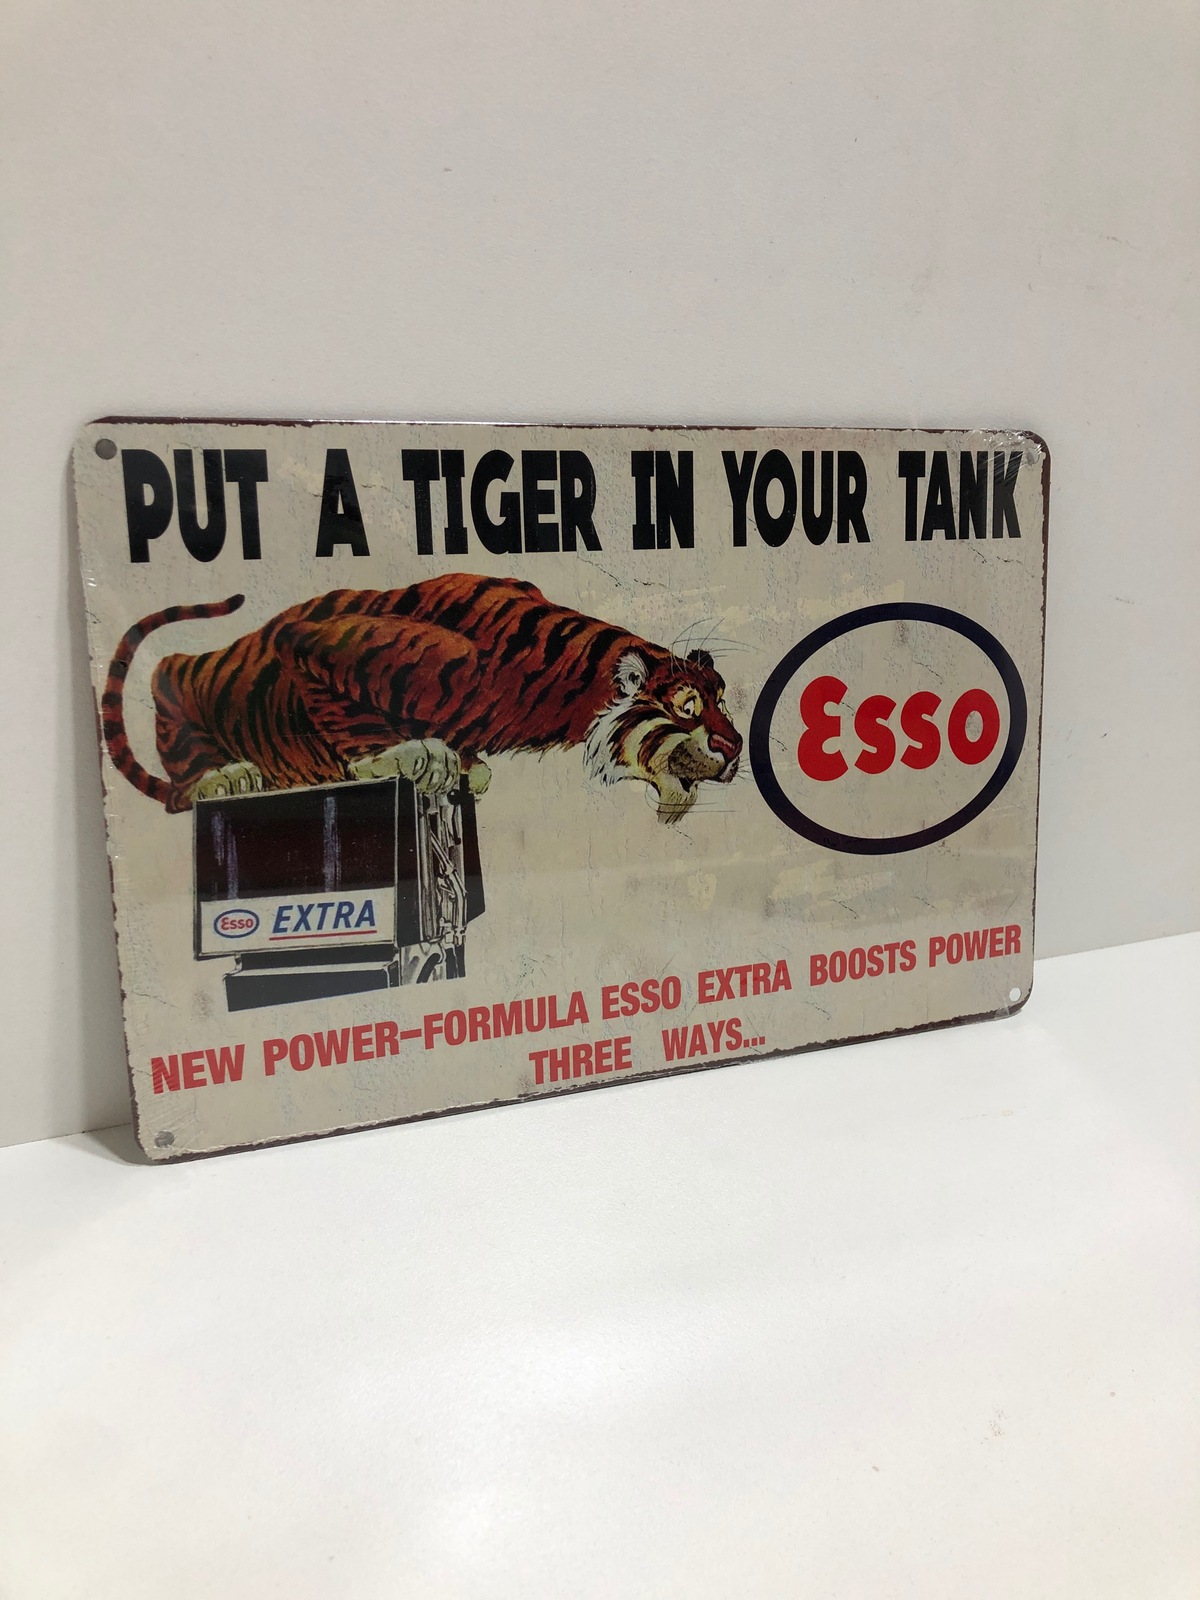 PUT A TIGER IN YOUR TANK
Esso
Esso EXTRA
NEW POWER-FORMULA ESSO EXTRA BOOSTS POWER
THREE WAYS...